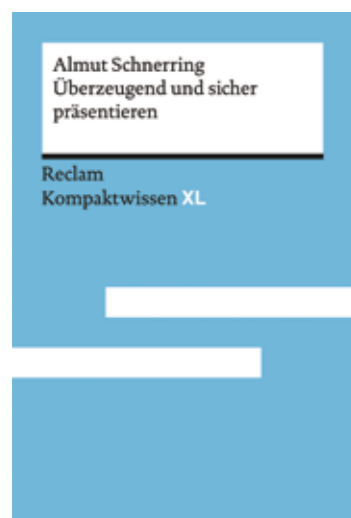 Almut Schnerring
Überzeugend und sicher
präsentieren
Reclam
Kompaktwissen XL